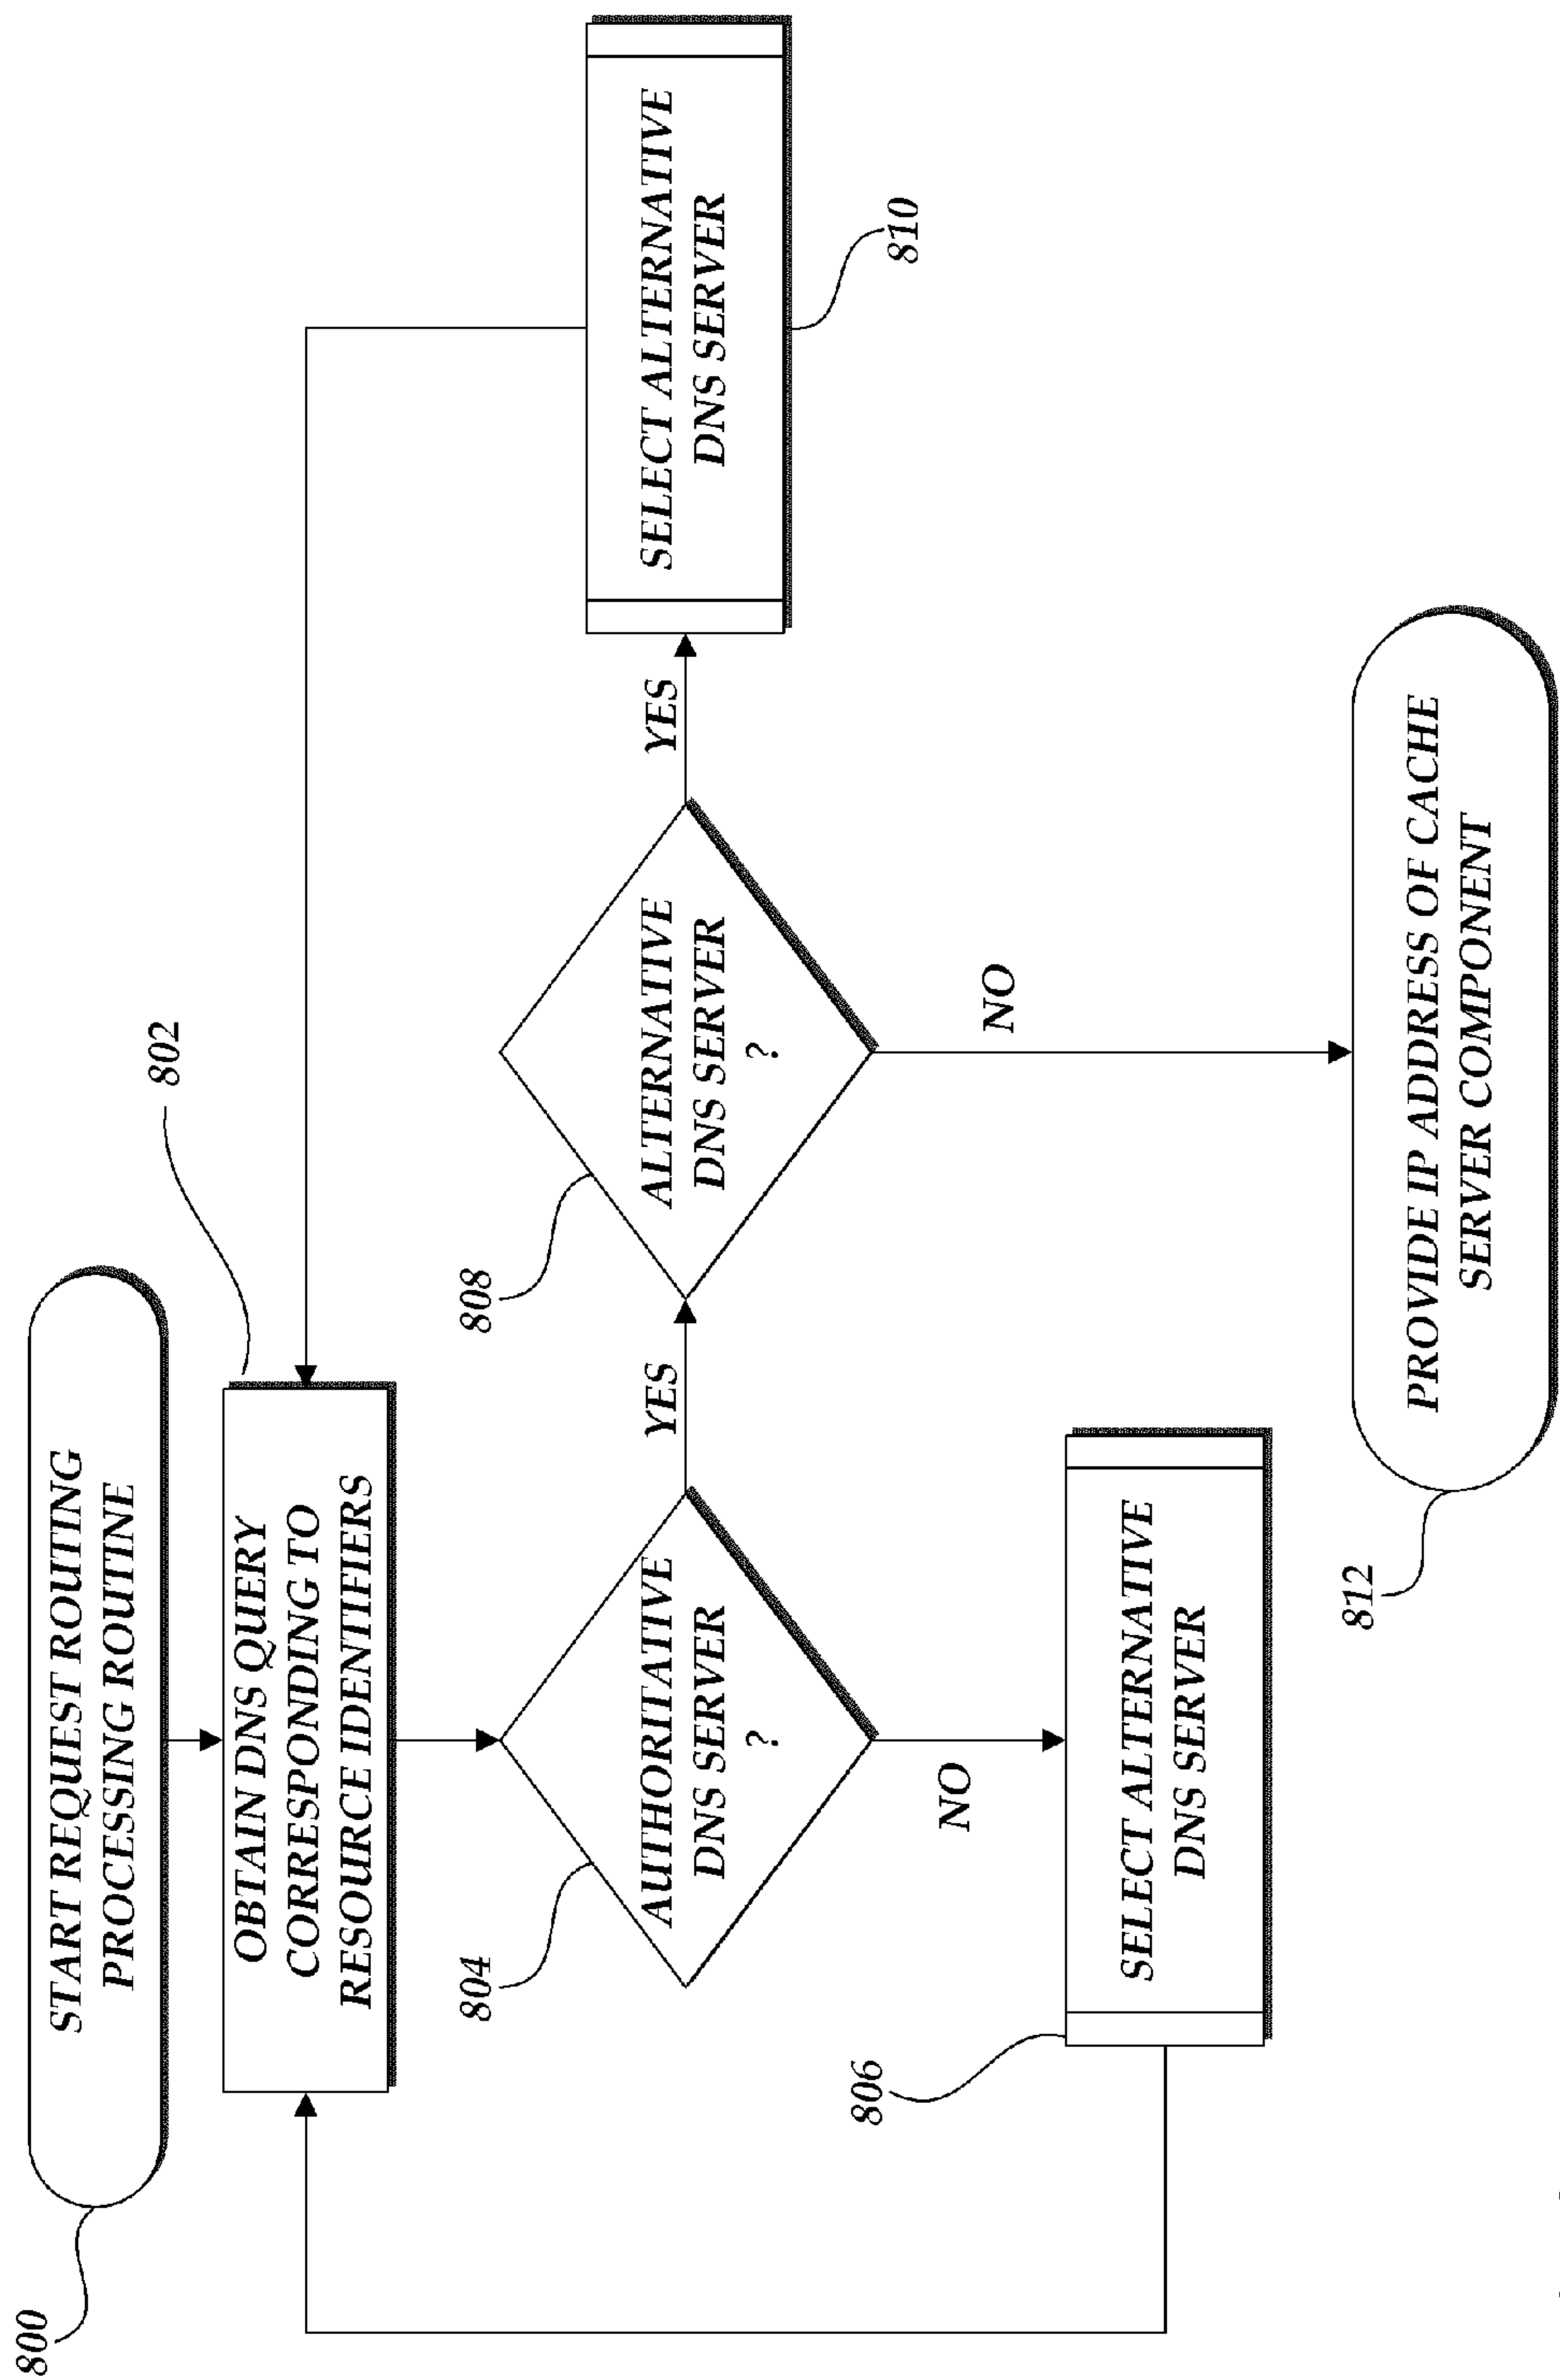 800
START REQUEST ROUTING
PROCESSING ROUTINE
802
OBTAIN DNS QUERY
CORRESPONDING TO
RESOURCE IDENTIFIERS
804
AUTHORITATIVE
DNS SERVER
?
YES
NO
806
SELECT ALTERNATIVE
DNS SERVER
808
ALTERNATIVE
DNS SERVER
?
YES
NO
SELECT ALTERNATIVE
DNS SERVER
810
812
PROVIDE IP ADDRESS OF CACHE
SERVER COMPONENT